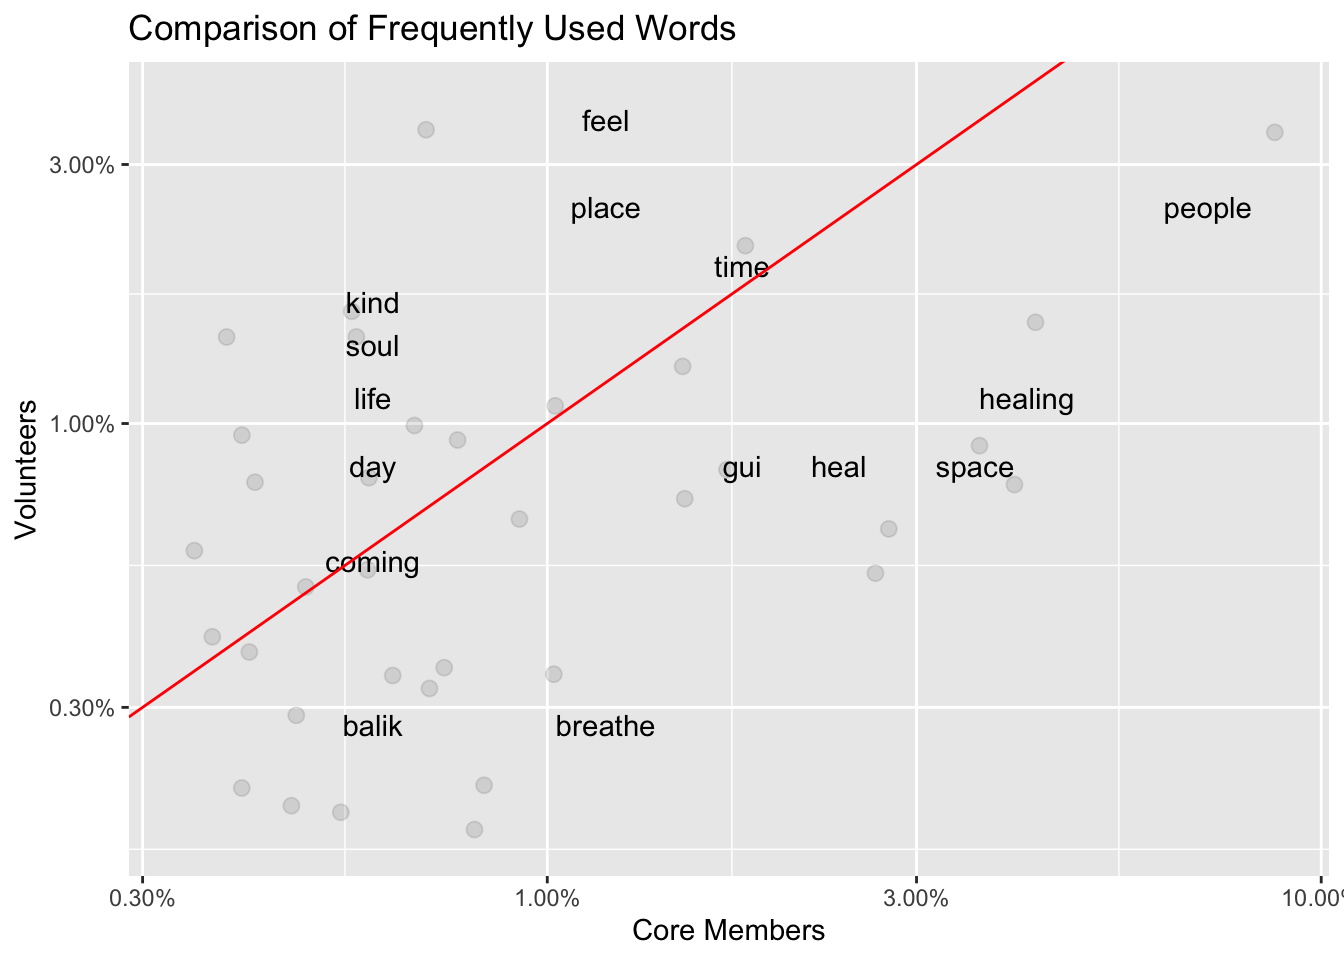 Comparison of Frequently Used Words
feel
3.00%
place
people
time
kind
soul
life
healing
1.00%
day
gui
heal
space
Volunteers
coming
0.30%
balik
breathe
0.30%
1.00%
3.00%
10.00%
Core Members